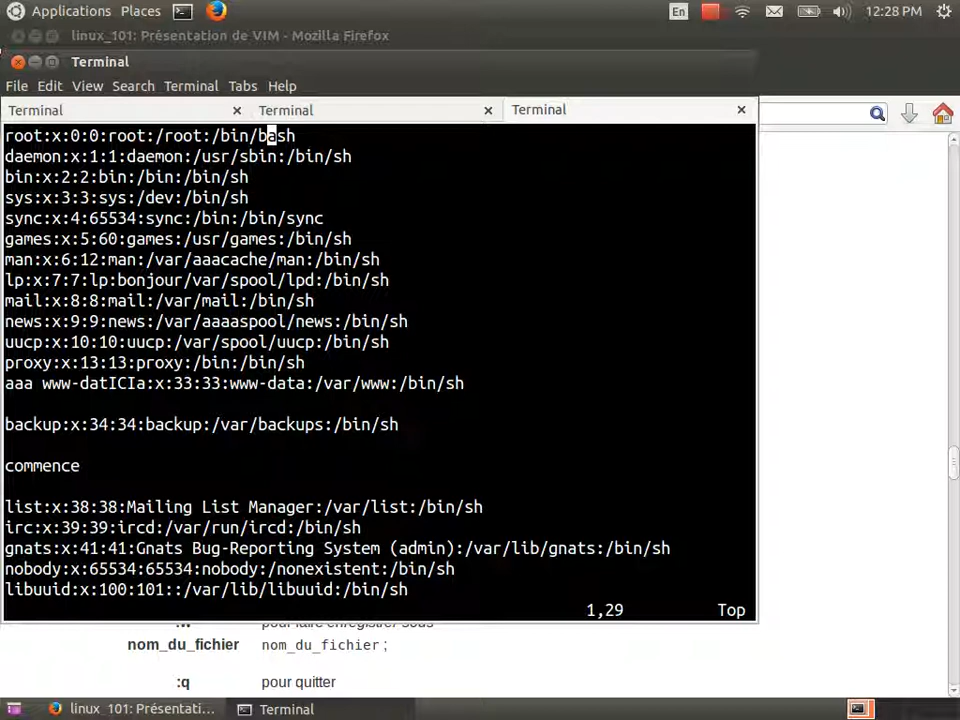 Applications Places En 12:28 PM
linux_101: Présentation de VIM - Mozilla Firefox
Terminal
File Edit View Search Terminal Tabs Help
Terminal × Terminal × Terminal ×
root:x:0:0:root:/root:/bin/bash
daemon:x:1:1:daemon:/usr/sbin:/bin/sh
bin:x:2:2:bin:/bin:/bin/sh
sys:x:3:3:sys:/dev:/bin/sh
sync:x:4:65534:sync:/bin:/bin/sync
games:x:5:60:games:/usr/games:/bin/sh
man:x:6:12:man:/var/aaacache/man:/bin/sh
lp:x:7:7:lp:bonjour/var/spool/lpd:/bin/sh
mail:x:8:8:mail:/var/mail:/bin/sh
news:x:9:9:news:/var/aaaaspool/news:/bin/sh
uucp:x:10:10:uucp:/var/spool/uucp:/bin/sh
proxy:x:13:13:proxy:/bin:/bin/sh
aaa www-datICIa:x:33:33:www-data:/var/www:/bin/sh
backup:x:34:34:backup:/var/backups:/bin/sh
commence
list:x:38:38:Mailing List Manager:/var/list:/bin/sh
irc:x:39:39:ircd:/var/run/ircd:/bin/sh
gnats:x:41:41:Gnats Bug-Reporting System (admin):/var/lib/gnats:/bin/sh
nobody:x:65534:65534:nobody:/nonexistent:/bin/sh
libuuid:x:100:101::/var/lib/libuuid:/bin/sh
1,29 Top
:w pour faire enregistrer sous
nom_du_fichier nom_du_fichier ;
:q pour quitter
linux_101: Présentati... Terminal